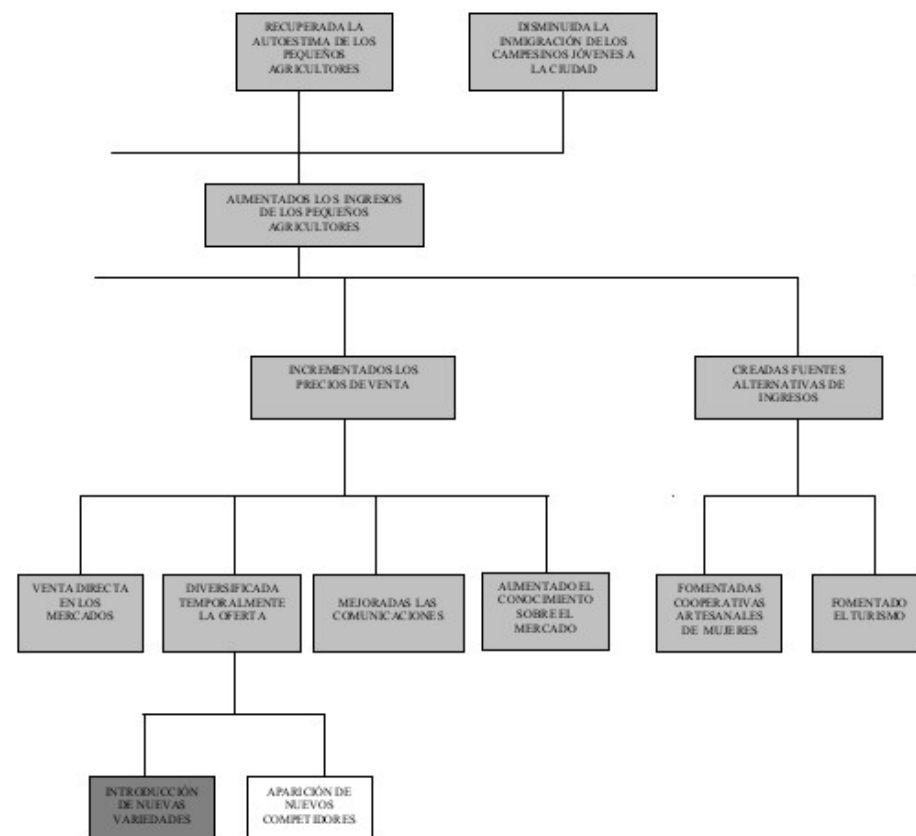 RECUPERADA LA
AUTOESTIMA DE LOS
PEQUEÑOS
AGRICULTORES
DISMINUIDA LA
INMIGRACIÓN DE LOS
CAMPESINOS JÓVENES A
LA CIUDAD
AUMENTADOS LOS INGRESOS
DE LOS PEQUEÑOS
AGRICULTORES
INCREMENTADOS LOS
PRECIOS DE VENTA
CREADAS FUENTES
ALTERNATIVAS DE
INGRESOS
VENTA DIRECTA
EN LOS
MERCADOS
DIVERSIFICADA
TEMPORALMENTE
LA OFERTA
MEJORADAS LAS
COMUNICACIONES
AUMENTADO EL
CONOCIMIENTO
SOBRE EL
MERCADO
FOMENTADAS
COOPERATIVAS
ARTESANALES
DE MUJERES
FOMENTADO
EL TURISMO
INTRODUCCIÓN
DE NUEVAS
VARIEDADES
APARICIÓN DE
NUEVOS
COMPETIDORES